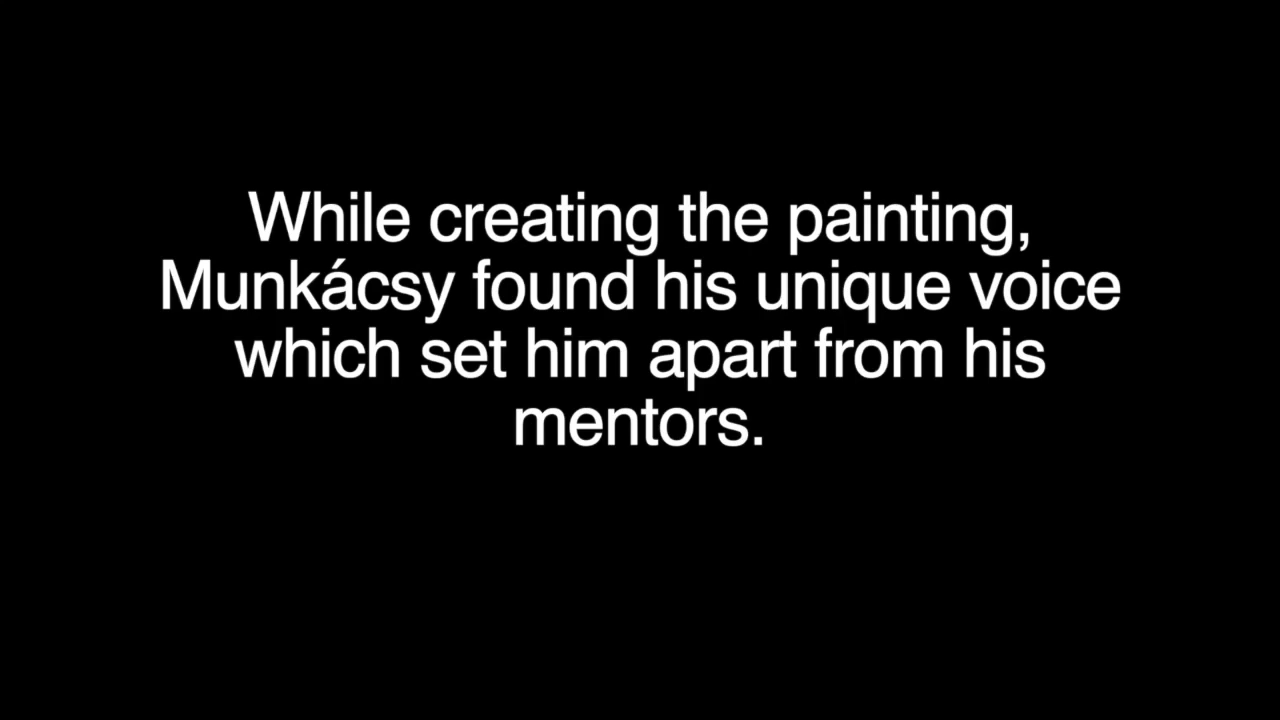 While creating the painting,
Munkácsy found his unique voice
which set him apart from his
mentors.